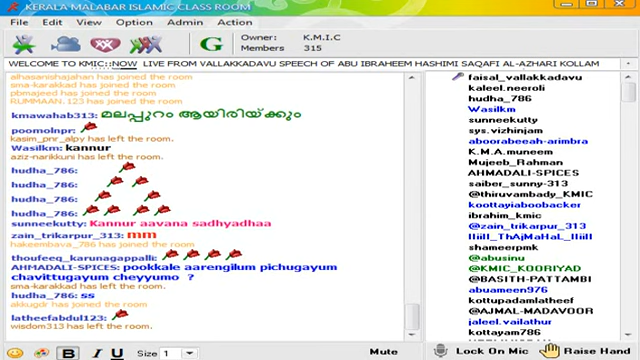 KERALA MALABAR ISLAMIC CLASS ROOM
File Edit View Option Admin Action
G Owner: K.M.I.C
Members 315
WELCOME TO KMIC::NOW LIVE FROM VALLAKKADAVU SPEECH OF ABU IBRAHEEM HASHIMI SAQAFI AL-AZHARI KOLLAM
alhasanishajahan has joined the room
sma-karakkad has joined the room
pbmajeed has joined the room
RUMMAAN. 123 has joined the room
kmawahab313: മലപ്പുറം ആയിരിയ്ക്കും
poomolnpr:
kasim_pnr_alpy has left the room.
Wasilkm: kannur
aziz-narikkuni has left the room.
hudha_786:
hudha_786:
hudha_786:
hudha_786:
sunneekutty: Kannur aavana sadhyadhaa
zain_trikarpur_313: mm
hakeembava_786 has joined the room
thoufeeq_karunagappalli:
AHMADALI-SPICES: pookkale aarengilum pichugayum
chavittugayum cheyyumo ?
sma-karakkad has left the room.
hudha_786: ss
akkugdr has joined the room
latheefabdul123:
wisdom313 has left the room.
faisal_vallakkadavu
kaleel.neeroli
hudha_786
Wasilkm
sunneekutty
sys.vizhinjam
aboorabeeah-arimbra
K.M.A.muneem
Mujeeb_Rahman
AHMADALI-SPICES
saiber_sunny-313
@thiruvambady_KMIC
koottayiaboobacker
ibrahim_kmic
@zain_trikarpur_313
IIiiII_ThAjMaHaL_IIiiII
shameerpmk
@abusinu
@KMIC_KOORIYAD
@BASITH-PATTAMBI
abuameen976
kottupadamlatheef
@AJMAL-MADAVOOR
jaleel.vailathur
kottayam786
B I U Size 1 Mute Lock On Mic Raise Hand